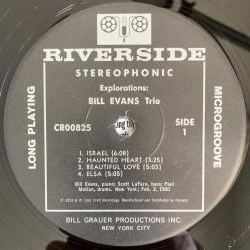 RIVERSIDE
STEREOPHONIC
Explorations:
BILL EVANS Trio
CR00825
SIDE
1
LONG PLAYING
MICROGROOVE
1. ISRAEL (6:08)
2. HAUNTED HEART (3:25)
3. BEAUTIFUL LOVE (5:05)
4. ELSA (5:05)
Bill Evans, piano; Scott LaFaro, bass; Paul
Motian, drums. New York; Feb. 2, 1961
BILL GRAUER PRODUCTIONS INC.
NEW YORK CITY